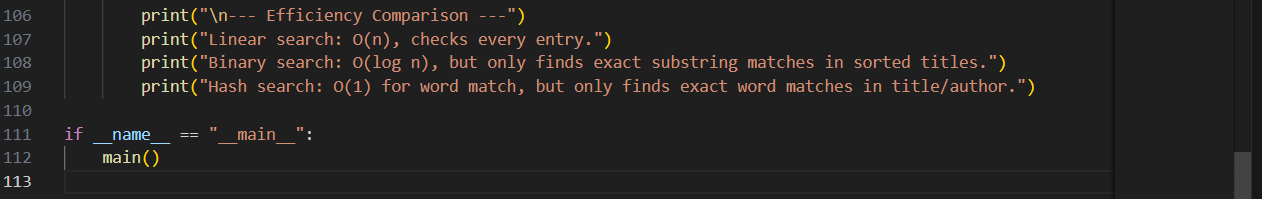 106 print("\n--- Efficiency Comparison ---")
107 print("Linear search: O(n), checks every entry.")
108 print("Binary search: O(log n), but only finds exact substring matches in sorted titles.")
109 print("Hash search: O(1) for word match, but only finds exact word matches in title/author.")
110
111 if __name__ == "__main__":
112 main()
113